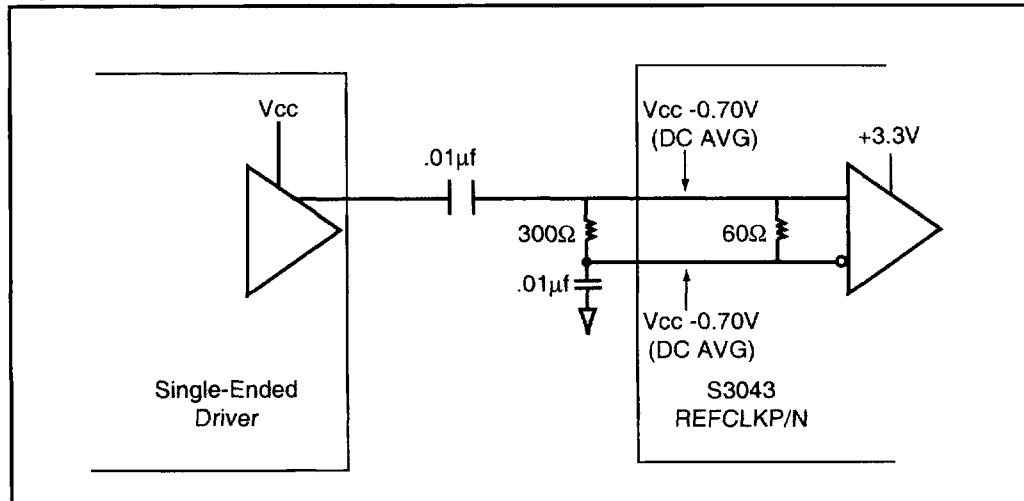 Vcc
.01µf
Vcc -0.70V
(DC AVG)
+3.3V
300Ω
60Ω
.01µf
Vcc -0.70V
(DC AVG)
Single-Ended
Driver
S3043
REFCLKP/N